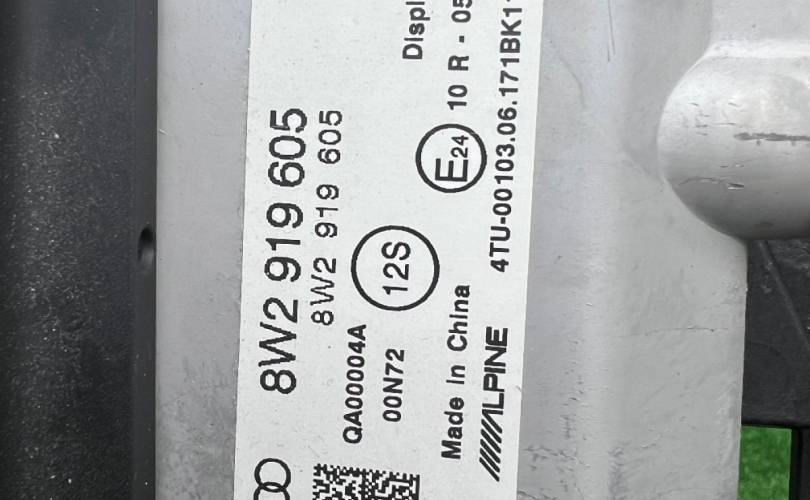 8W2 919 605
8W2 919 605
QA00004A
12S
00N72
Displ
E24 10 R - 05
Made in China
ALPINE 4TU-00103.06.171BK1